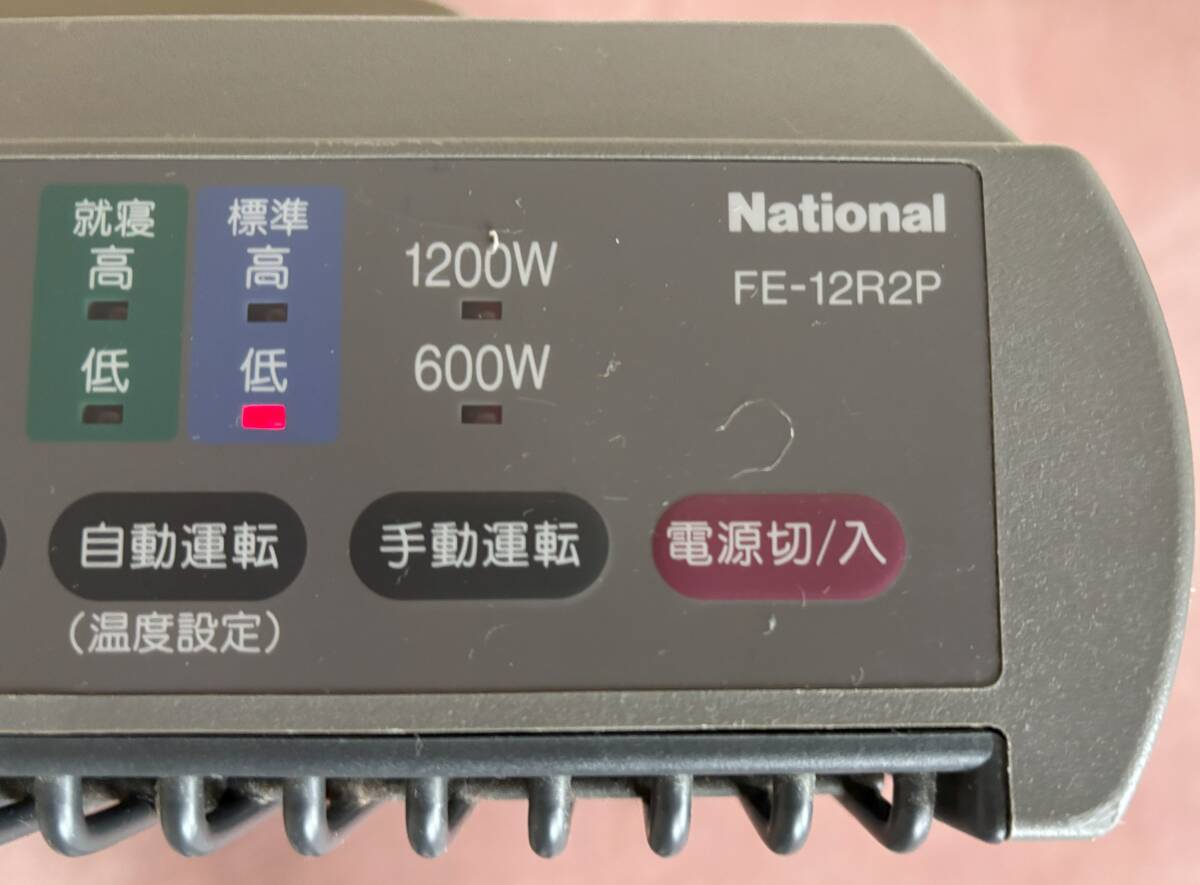 就寝
高
低
標準
高
低
1200W
600W
National
FE-12R2P
自動運転
(温度設定)
手動運転
電源切/入